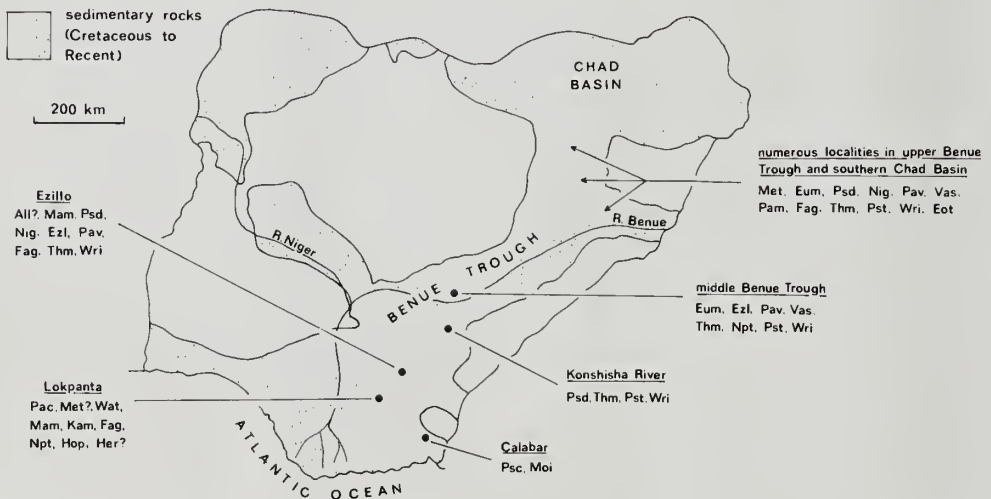 sedimentary rocks
(Cretaceous to
Recent)
200 km
CHAD
BASIN
numerous localities in upper Benue
Trough and southern Chad Basin
Met. Eum, Psd, Nig. Pav. Vas.
Pam, Fag. Thm, Pst. Wri. Eot
Ezillo
All?, Mam, Psd,
Nig. Ezl, Pav,
Fag. Thm, Wri
R. Niger
R. Benue
BENUE TROUGH
middle Benue Trough
Eum, Ezl. Pav. Vas.
Thm. Npt, Pst. Wri
Konshisha River
Psd, Thm, Pst. Wri
Lokpanta
Pac, Met?, Wat,
Mam, Kam, Fag,
Npt, Hop, Her?
Calabar
Psc, Moi
ATLANTIC OCEAN